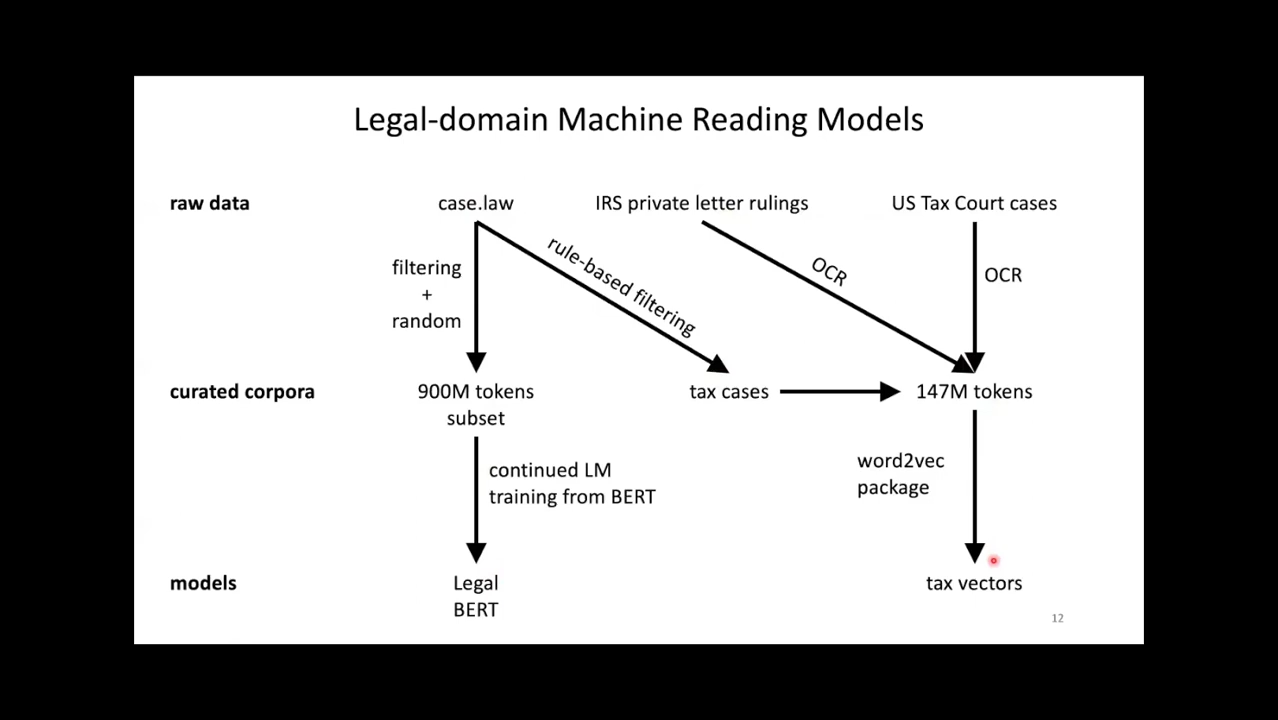 Legal-domain Machine Reading Models
raw data
case.law
IRS private letter rulings
US Tax Court cases
filtering
+
random
rule-based filtering
OCR
OCR
curated corpora
900M tokens
subset
tax cases
147M tokens
continued LM
training from BERT
word2vec
package
models
Legal
BERT
tax vectors
12